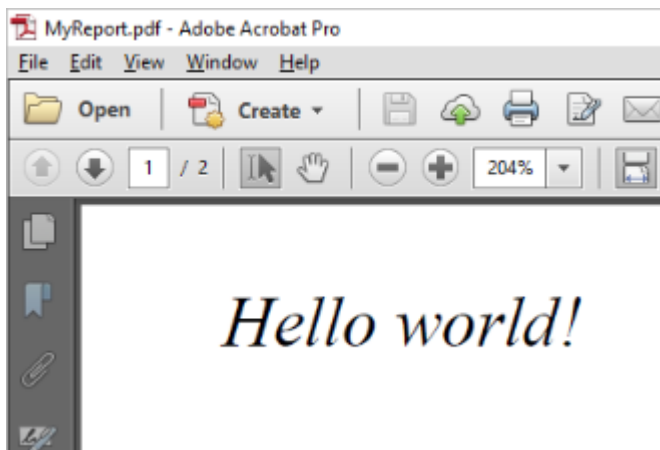 MyReport.pdf - Adobe Acrobat Pro
File Edit View Window Help
Open Create
1 / 2 204%
Hello world!